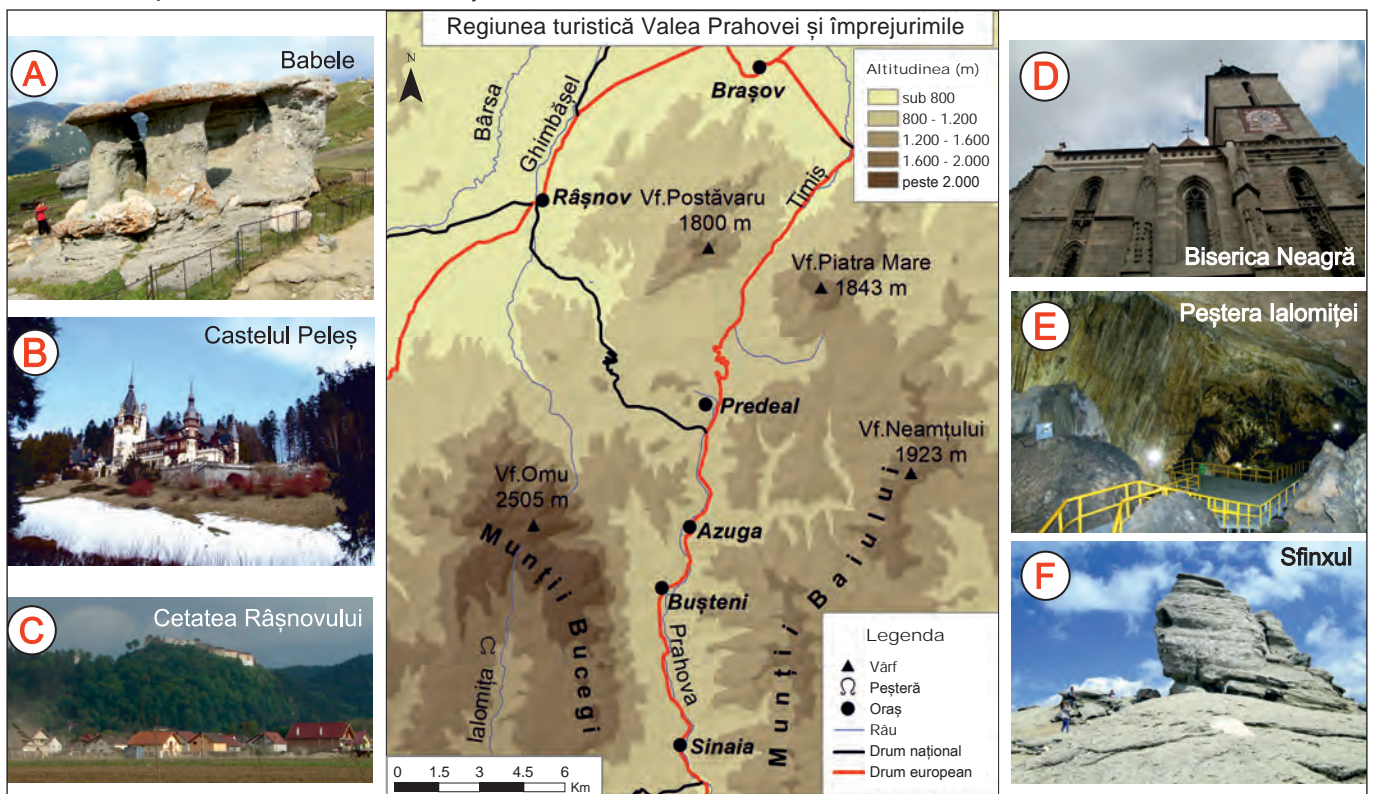 A
Babele
B
Castelul Peleș
C
Cetatea Râșnovului
Regiunea turistică Valea Prahovei și împrejurimile
N
Altitudinea (m)
sub 800
800 - 1.200
1.200 - 1.600
1.600 - 2.000
peste 2.000
Bârsa
Ghimbășel
Brașov
Timiș
Râșnov
Vf.Postăvaru
1800 m
Vf.Piatra Mare
1843 m
Predeal
Vf.Neamțului
1923 m
Vf.Omu
2505 m
Azuga
Munții Bucegi
Munții Baiului
Bușteni
Prahova
Ialomița
Sinaia
0 1.5 3 4.5 6
Km
Legenda
Vârf
Peșteră
Oraș
Râu
Drum național
Drum european
D
Biserica Neagră
E
Peștera Ialomiței
F
Sfinxul